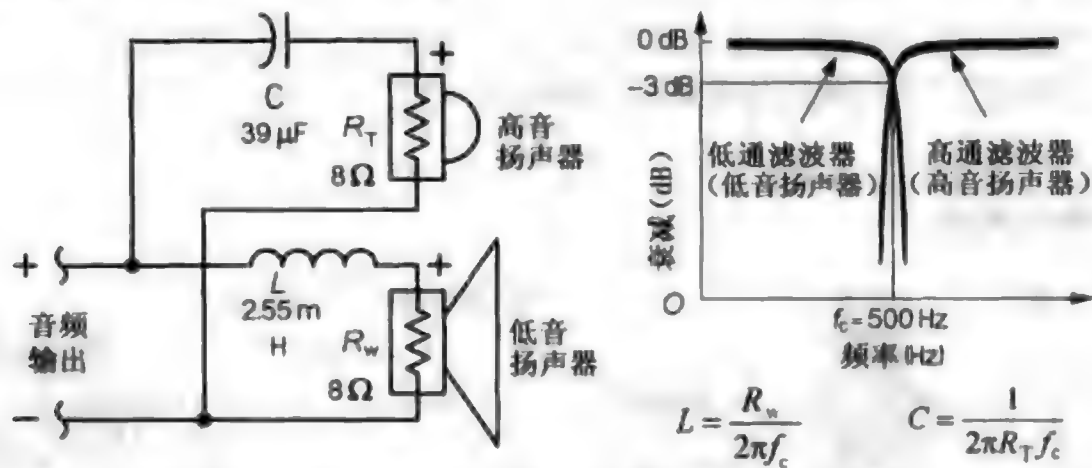 +
C
39 μF
R_T
8Ω
高音
扬声器
+
音频
输出
−
L
2.55 m
H
+
R_w
8Ω
低音
扬声器
0 dB
−3 dB
衰减 (dB)
0
低通滤波器
(低音扬声器)
高通滤波器
(高音扬声器)
f_c = 500 Hz
频率 (Hz)
L = R_w / 2πf_c
C = 1 / 2πR_T f_c